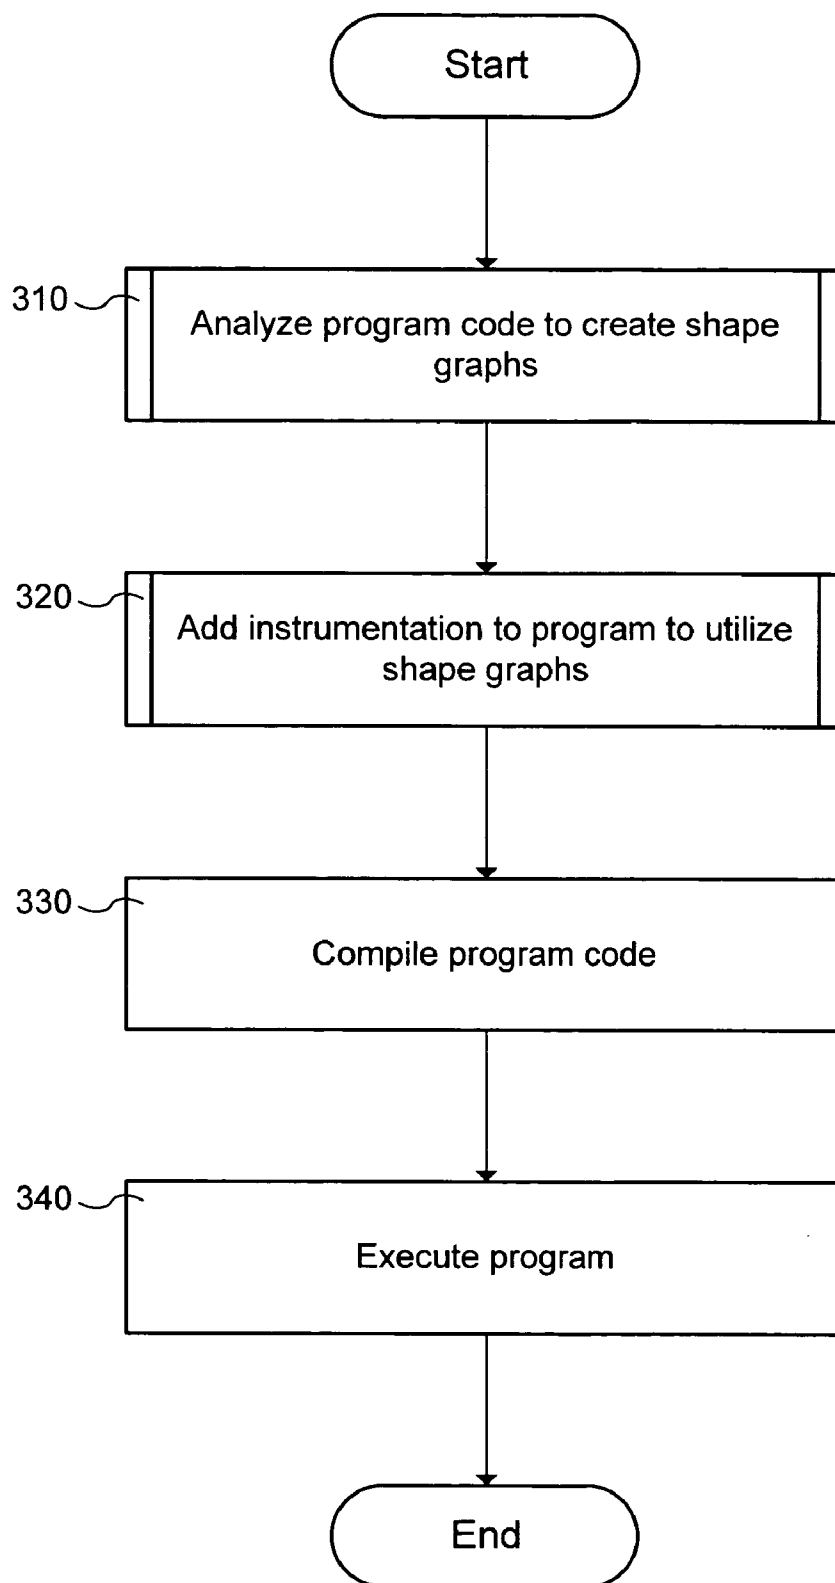 Start
310
Analyze program code to create shape
graphs
320
Add instrumentation to program to utilize
shape graphs
330
Compile program code
340
Execute program
End